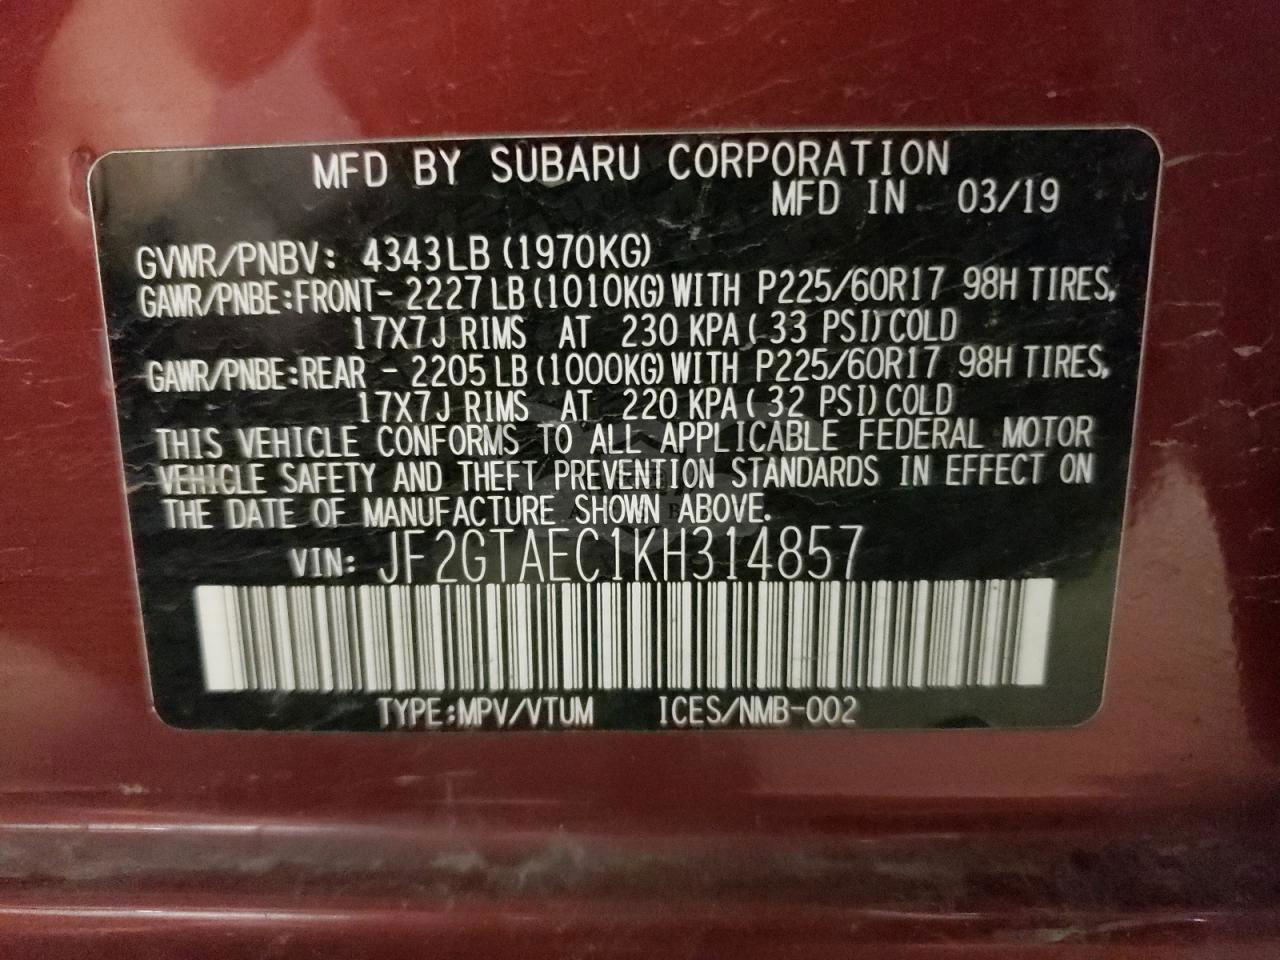 MFD BY SUBARU CORPORATION
MFD IN 03/19
GVWR/PNBV: 4343LB (1970KG)
GAWR/PNBE:FRONT- 2227LB(1010KG)WITH P225/60R17 98H TIRES,
17X7J RIMS AT 230 KPA( 33 PSI)COLD
GAWR/PNBE:REAR - 2205LB(1000KG)WITH P225/60R17 98H TIRES,
17X7J RIMS AT 220 KPA( 32 PSI)COLD
THIS VEHICLE CONFORMS TO ALL APPLICABLE FEDERAL MOTOR
VEHICLE SAFETY AND THEFT PREVENTION STANDARDS IN EFFECT ON
THE DATE OF MANUFACTURE SHOWN ABOVE.
VIN: JF2GTAEC1KH314857
TYPE:MPV/VTUM ICES/NMB-002